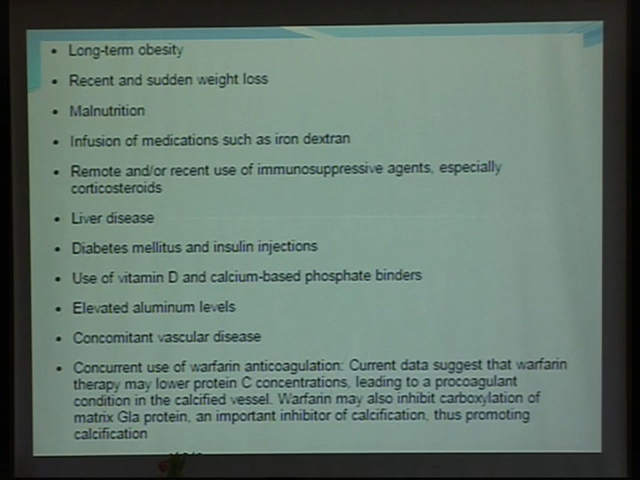 • Long-term obesity
• Recent and sudden weight loss
• Malnutrition
• Infusion of medications such as iron dextran
• Remote and/or recent use of immunosuppressive agents, especially
corticosteroids
• Liver disease
• Diabetes mellitus and insulin injections
• Use of vitamin D and calcium-based phosphate binders
• Elevated aluminum levels
• Concomitant vascular disease
• Concurrent use of warfarin anticoagulation: Current data suggest that warfarin
therapy may lower protein C concentrations, leading to a procoagulant
condition in the calcified vessel. Warfarin may also inhibit carboxylation of
matrix Gla protein, an important inhibitor of calcification, thus promoting
calcification